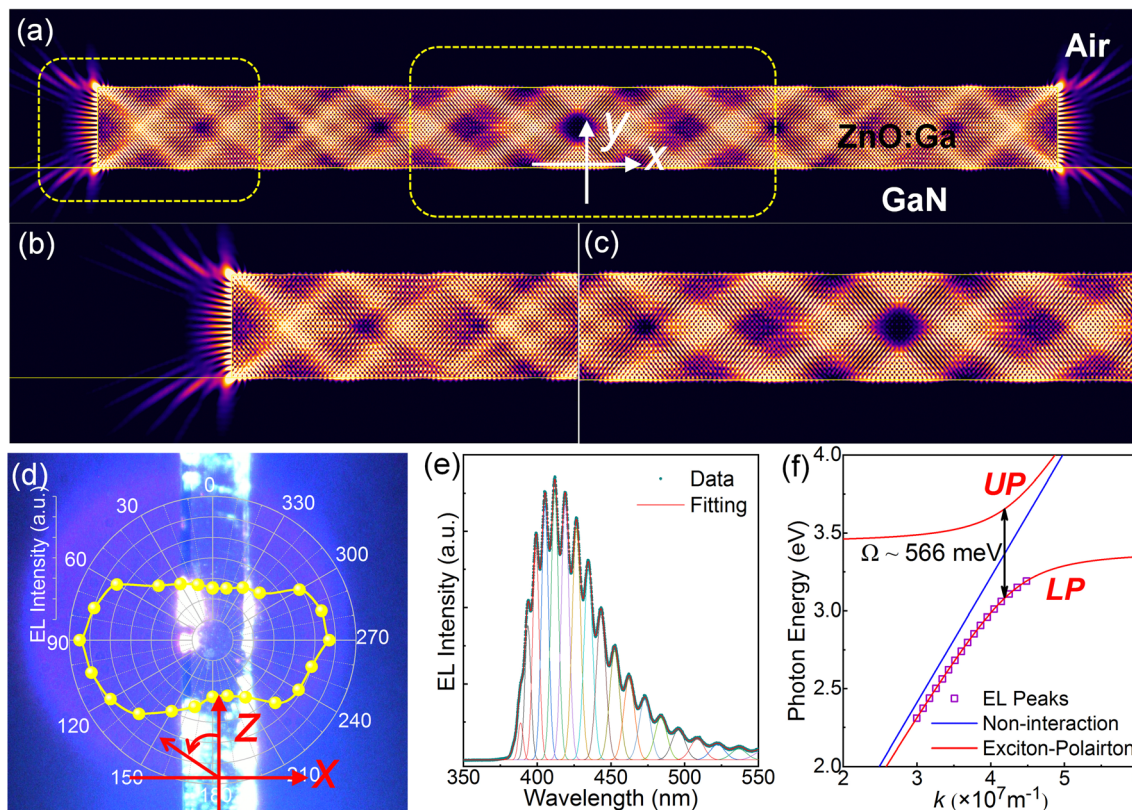 (a)
Air
ZnO:Ga
y
x
GaN
(b)
(c)
(d)
EL Intensity (a.u.)
0
30
330
60
300
90
270
120
240
150
210
180
Z
X
(e)
EL Intensity (a.u.)
Data
Fitting
350
400
450
500
550
Wavelength (nm)
(f)
Photon Energy (eV)
4.0
3.5
3.0
2.5
2.0
UP
Ω ~ 566 meV
LP
EL Peaks
Non-interaction
Exciton-Polairton
2
3
4
5
k (×10⁷m⁻¹)